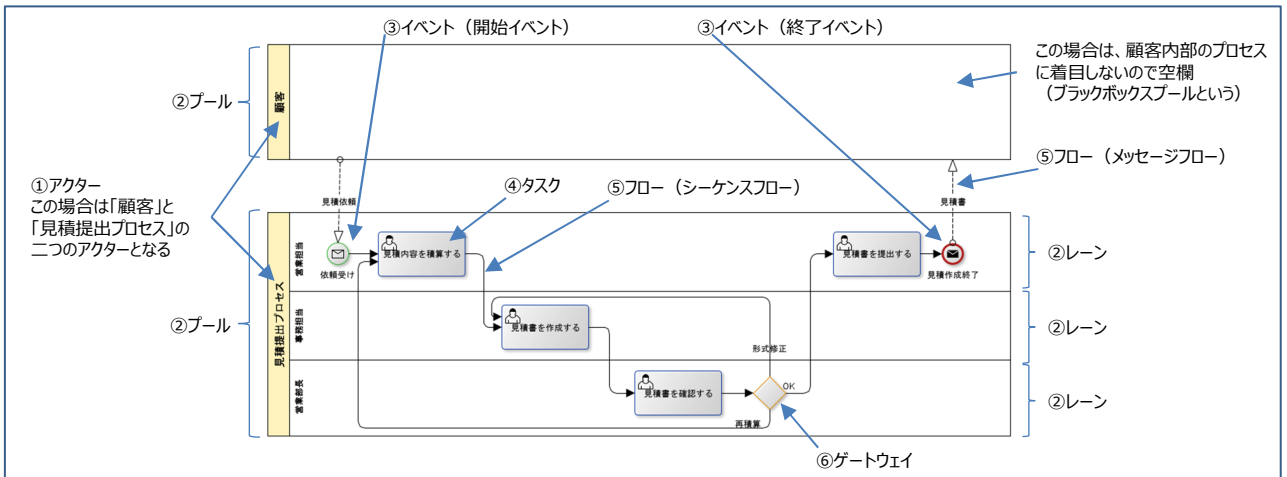 ③イベント（開始イベント）
③イベント（終了イベント）
この場合は、顧客内部のプロセス
に着目しないので空欄
（ブラックボックスプールという）
②プール
顧客
⑤フロー（メッセージフロー）
①アクター
この場合は「顧客」と
「見積提出プロセス」の
二つのアクターとなる
見積依頼
④タスク
⑤フロー（シーケンスフロー）
見積書
見積提出プロセス
営業担当
依頼受け
見積内容を積算する
見積書を提出する
見積作成終了
②レーン
②プール
事務担当
見積書を作成する
形式修正
②レーン
営業部長
見積書を確認する
OK
再積算
②レーン
⑥ゲートウェイ